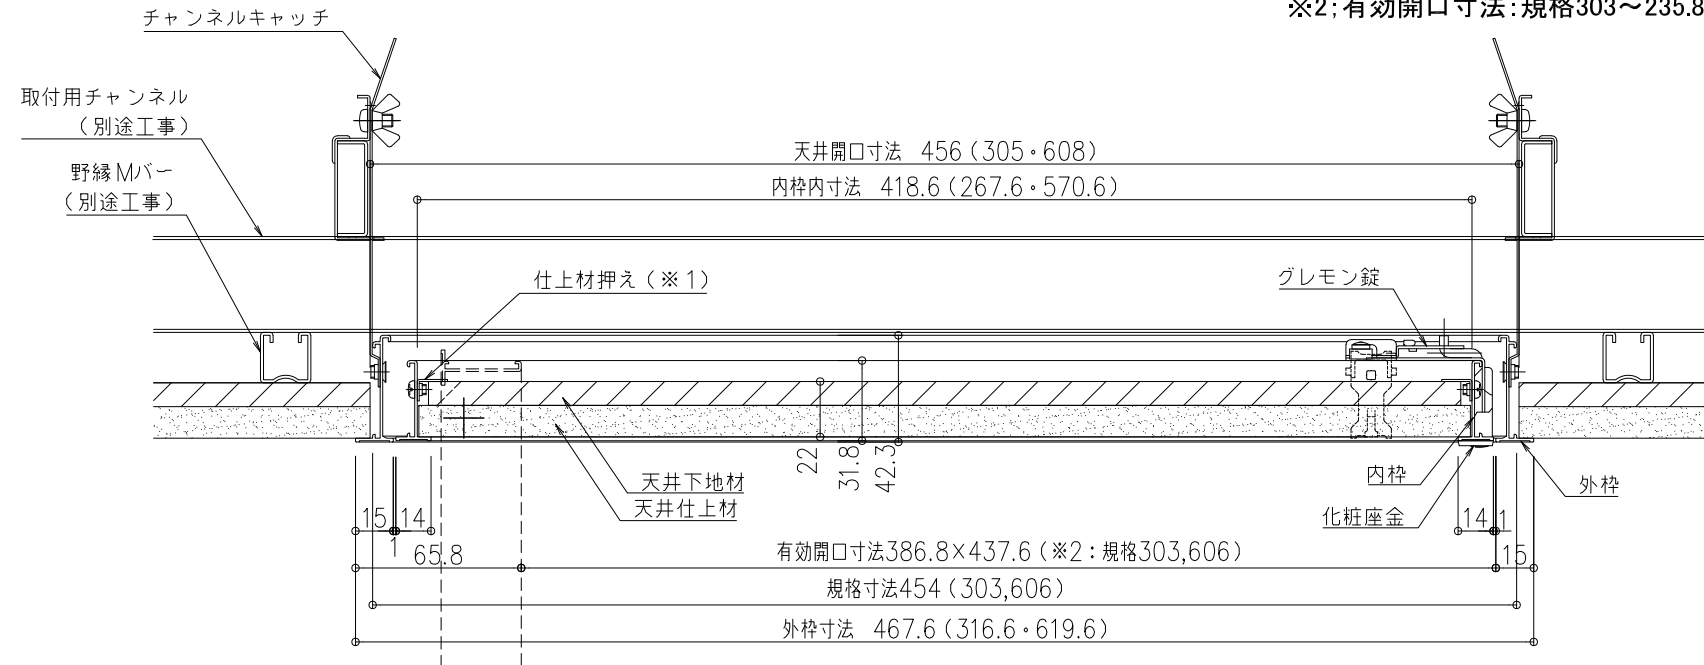 ※2;有効開口寸法:規格303～235.8
チャンネルキャッチ
取付用チャンネル
（別途工事）
野縁Mバー
（別途工事）
天井開口寸法 456（305・608）
内枠内寸法 418.6（267.6・570.6）
仕上材押え（※1）
グレモン錠
22
31.8
42.3
天井下地材
天井仕上材
内枠
外枠
化粧座金
15
1
14
65.8
14
1
15
有効開口寸法386.8×437.6（※2：規格303,606）
規格寸法454（303,606）
外枠寸法 467.6（316.6・619.6）